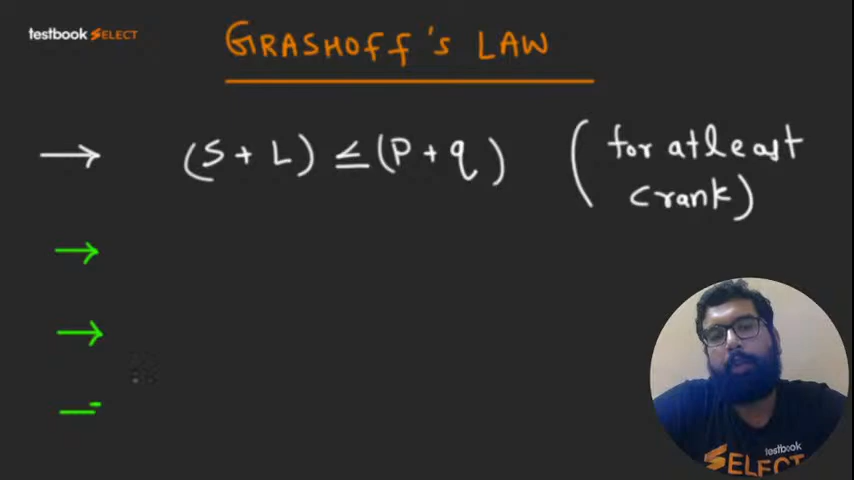 testbook SELECT
GRASHOFF'S LAW
→ (S + L) ≤ (P + q) (for atleast
crank)
→
→
testbook
SELECT